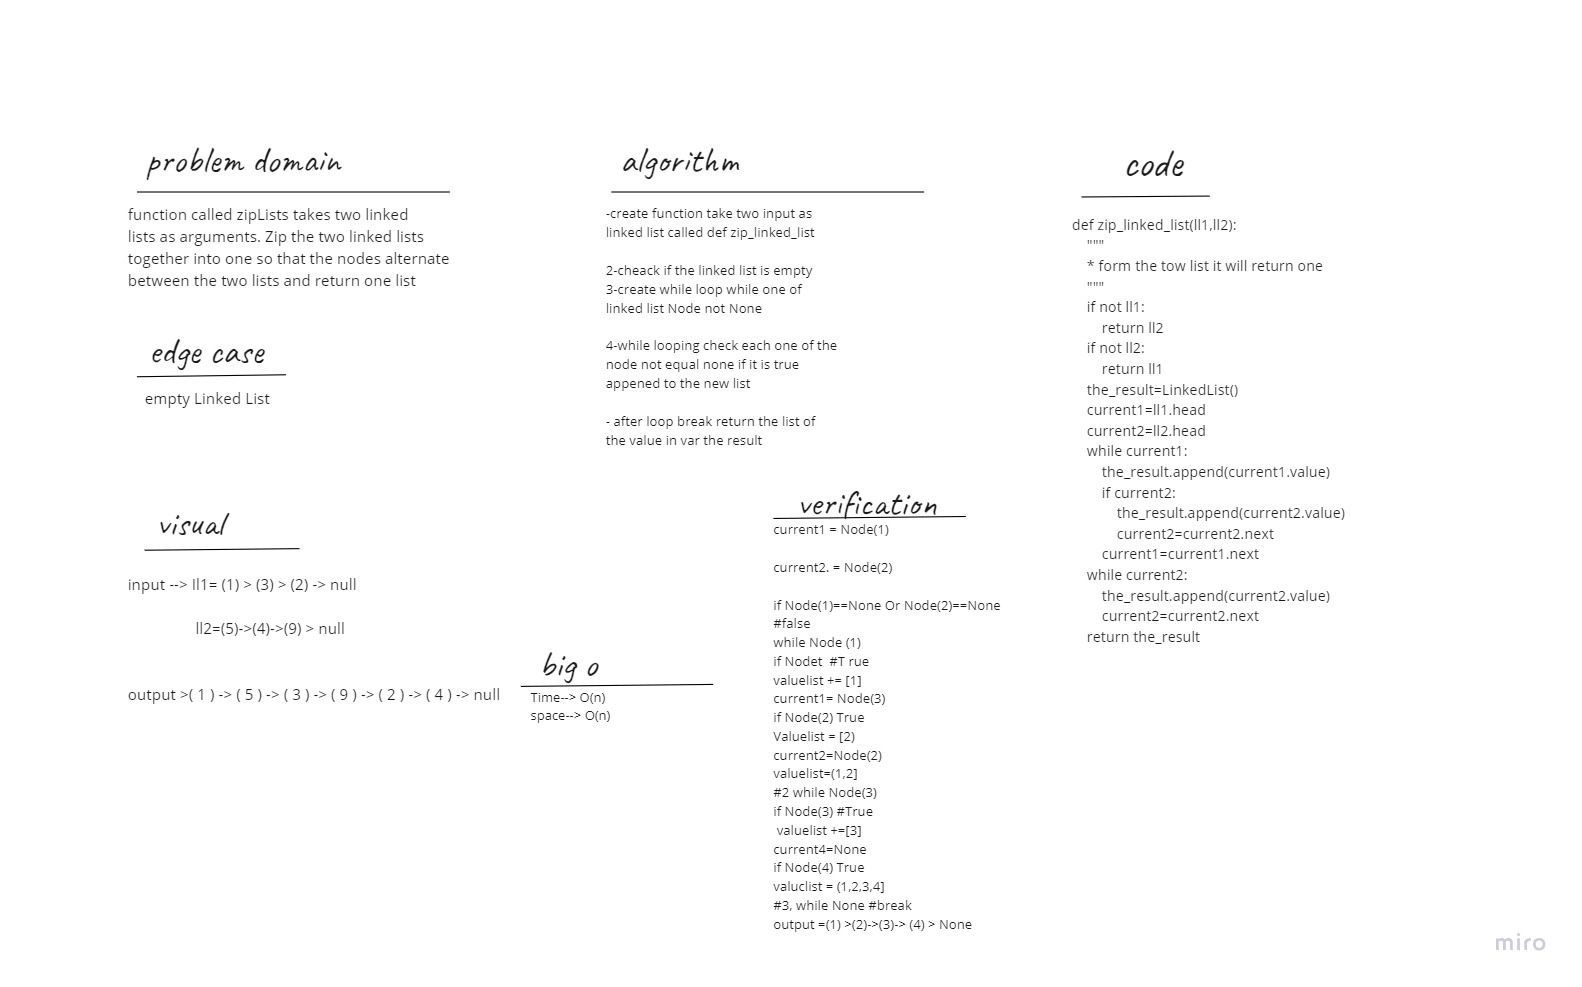 problem domain
function called zipLists takes two linked
lists as arguments. Zip the two linked lists
together into one so that the nodes alternate
between the two lists and return one list
edge case
empty Linked List
visual
input --> ll1= (1) > (3) > (2) -> null
ll2=(5)->(4)->(9) > null
output >( 1 ) -> ( 5 ) -> ( 3 ) -> ( 9 ) -> ( 2 ) -> ( 4 ) -> null
algorithm
-create function take two input as
linked list called def zip_linked_list
2-cheack if the linked list is empty
3-create while loop while one of
linked list Node not None
4-while looping check each one of the
node not equal none if it is true
appened to the new list
- after loop break return the list of
the value in var the result
big o
Time--> O(n)
space--> O(n)
verification
current1 = Node(1)
current2. = Node(2)
if Node(1)==None Or Node(2)==None
#false
while Node (1)
if Nodet  #T rue
valuelist += [1]
current1= Node(3)
if Node(2) True
Valuelist = [2)
current2=Node(2)
valuelist=(1,2]
#2 while Node(3)
if Node(3) #True
valuelist +=[3]
current4=None
if Node(4) True
valuclist = (1,2,3,4]
#3, while None #break
output =(1) >(2)->(3)-> (4) > None
code
def zip_linked_list(ll1,ll2):
"""
* form the tow list it will return one
"""
if not ll1:
return ll2
if not ll2:
return ll1
the_result=LinkedList()
current1=ll1.head
current2=ll2.head
while current1:
the_result.append(current1.value)
if current2:
the_result.append(current2.value)
current2=current2.next
current1=current1.next
while current2:
the_result.append(current2.value)
current2=current2.next
return the_result
miro